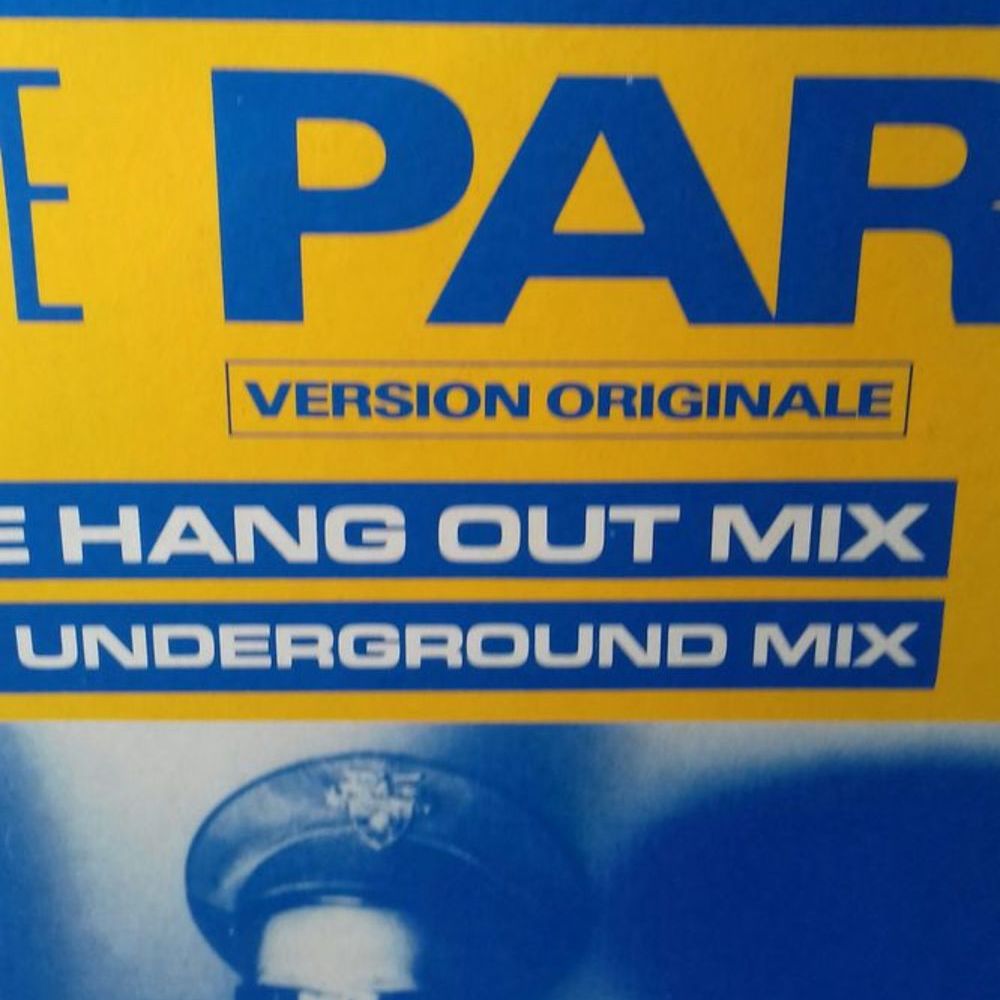 E PAR
VERSION ORIGINALE
E HANG OUT MIX
UNDERGROUND MIX